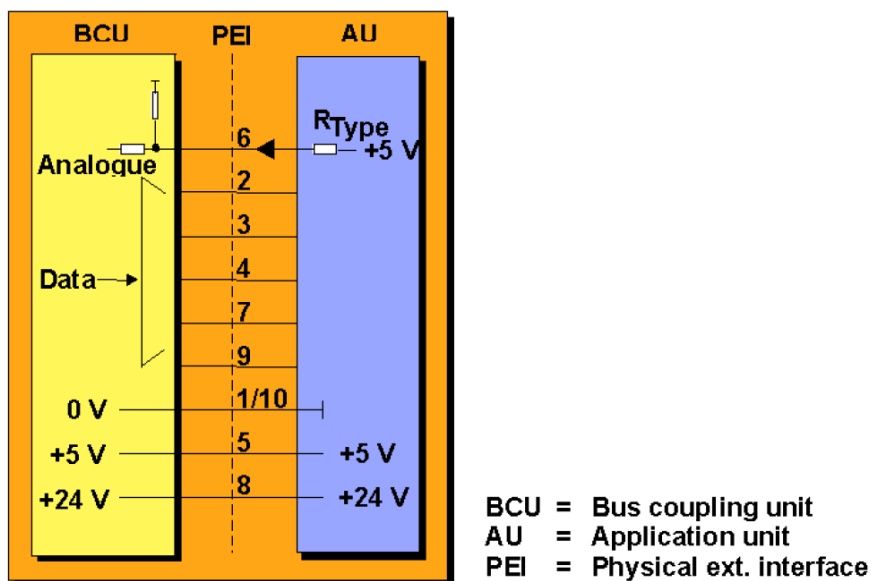 BCU PEI AU
6 RType +5 V
Analogue
2
3
Data 4
7
9
0 V 1/10
+5 V 5 +5 V
+24 V 8 +24 V
BCU = Bus coupling unit
AU = Application unit
PEI = Physical ext. interface